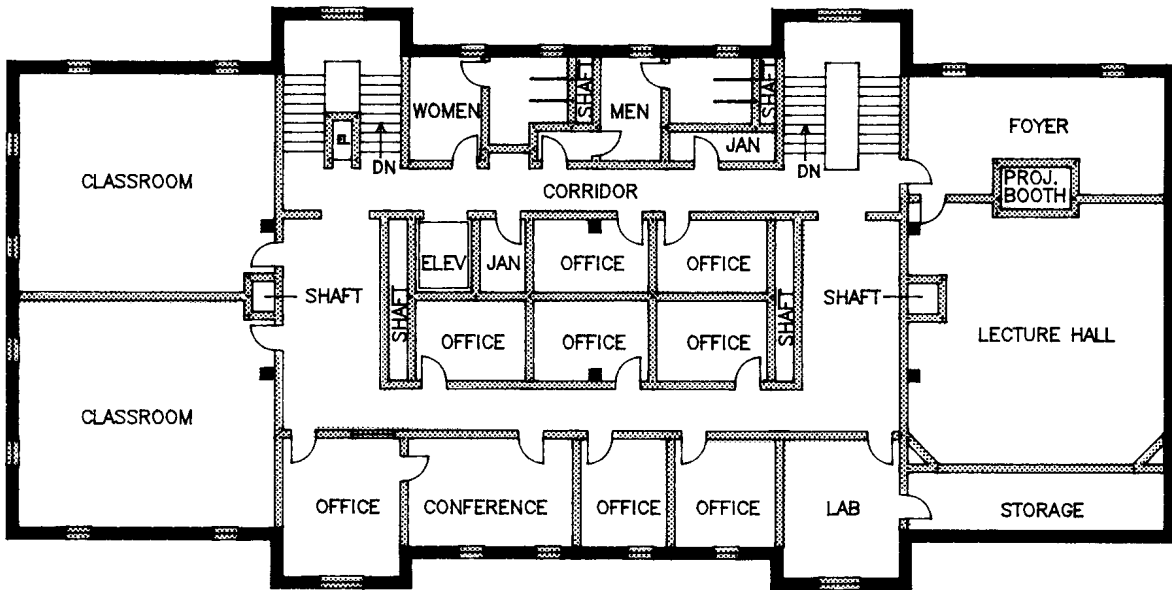 SHAFT
SHAFT
WOMEN
MEN
FOYER
EL
JAN
DN
DN
CLASSROOM
CORRIDOR
PROJ.
BOOTH
ELEV
JAN
OFFICE
OFFICE
SHAFT
SHAFT
SHAFT
SHAFT
OFFICE
OFFICE
OFFICE
LECTURE HALL
CLASSROOM
OFFICE
CONFERENCE
OFFICE
OFFICE
LAB
STORAGE